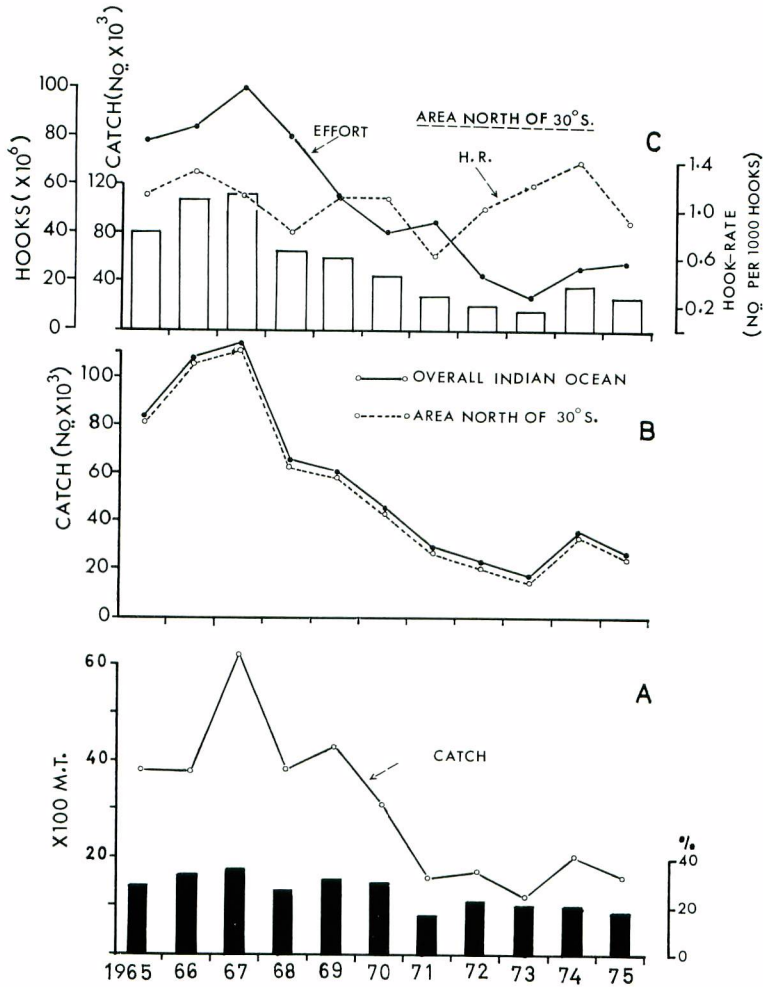 HOOKS (X10⁶)
100
80
60
40
20
0
CATCH (No̤ X10³)
120
80
40
AREA NORTH OF 30°S.
C
EFFORT
H.R.
1.4
1.0
0.6
0.2
HOOK-RATE
(No̤ PER 1000 HOOKS)
CATCH (No̤ X10³)
100
80
60
40
20
0
OVERALL INDIAN OCEAN
AREA NORTH OF 30°S.
B
X100 M.T.
60
40
20
A
CATCH
%
40
20
0
1965 66 67 68 69 70 71 72 73 74 75